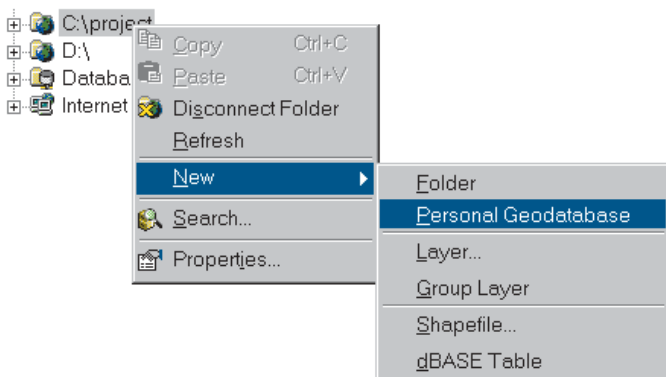 C:\project
D:\
Databa
Internet
Copy Ctrl+C
Paste Ctrl+V
Disconnect Folder
Refresh
New
Search...
Properties...
Folder
Personal Geodatabase
Layer...
Group Layer
Shapefile...
dBASE Table